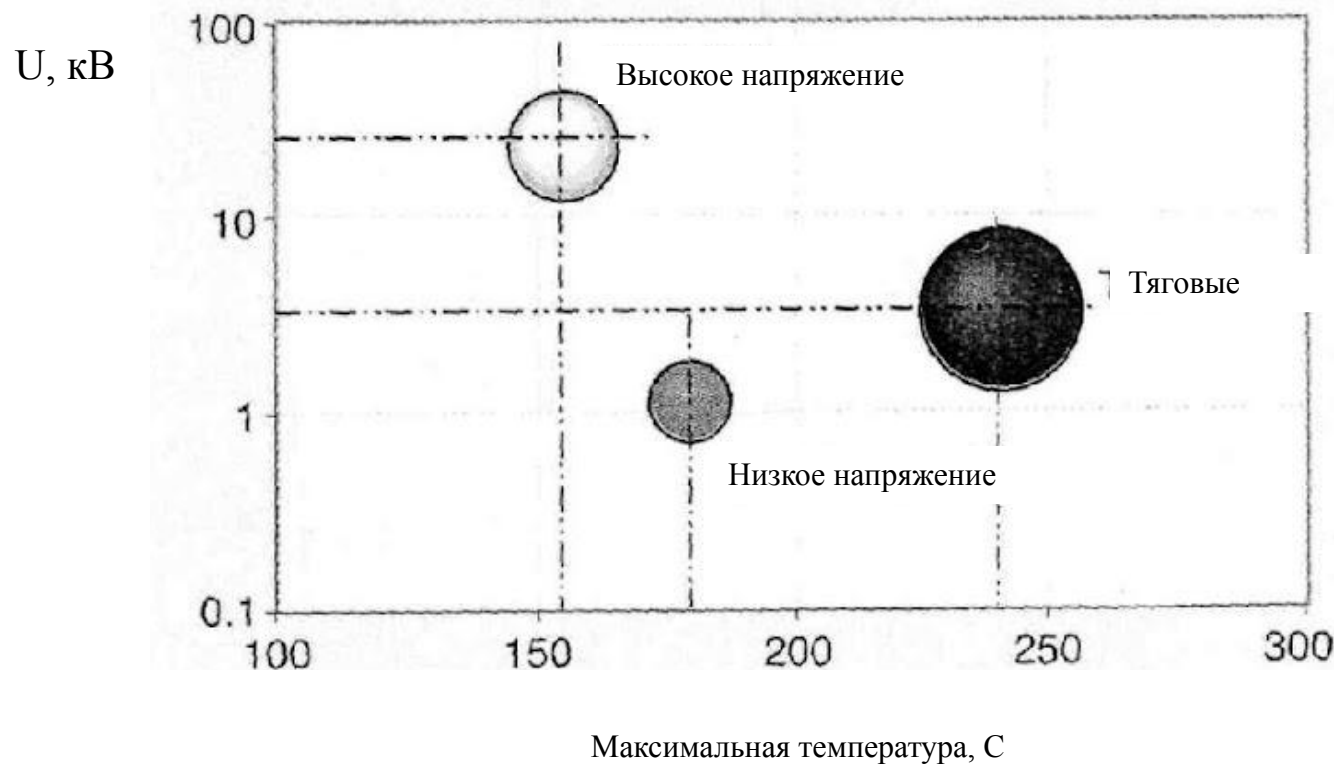 100
U, кВ
Высокое напряжение
10
Тяговые
1
Низкое напряжение
0.1
100 150 200 250 300
Максимальная температура, С